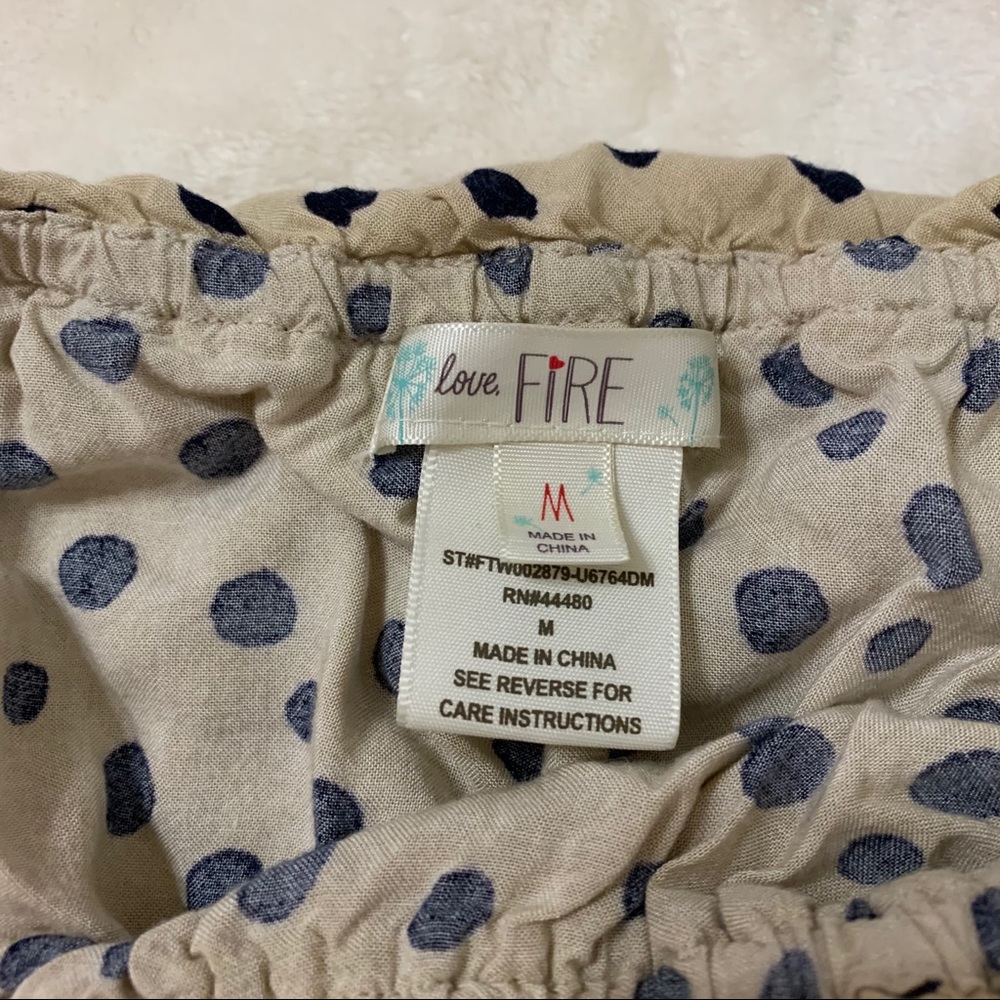 love, FiRE
M
MADE IN
CHINA
ST#FTW002879-U6764DM
RN#44480
M
MADE IN CHINA
SEE REVERSE FOR
CARE INSTRUCTIONS